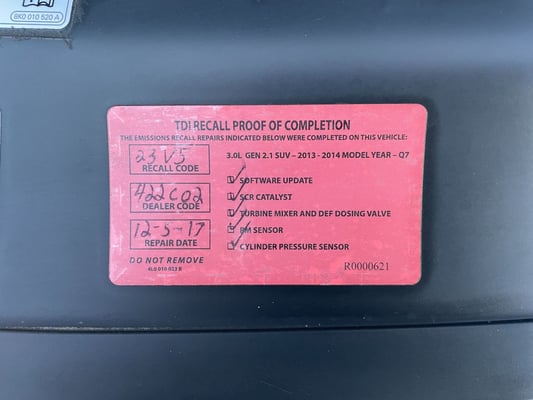 8K0 010 520 A
TDI RECALL PROOF OF COMPLETION
THE EMISSIONS RECALL REPAIRS INDICATED BELOW WERE COMPLETED ON THIS VEHICLE:
23V5
RECALL CODE
3.0L GEN 2.1 SUV – 2013 - 2014 MODEL YEAR – Q7
SOFTWARE UPDATE
422C02
DEALER CODE
SCR CATALYST
TURBINE MIXER AND DEF DOSING VALVE
12-5-17
REPAIR DATE
PM SENSOR
CYLINDER PRESSURE SENSOR
DO NOT REMOVE
4L0 010 023 B
R0000621